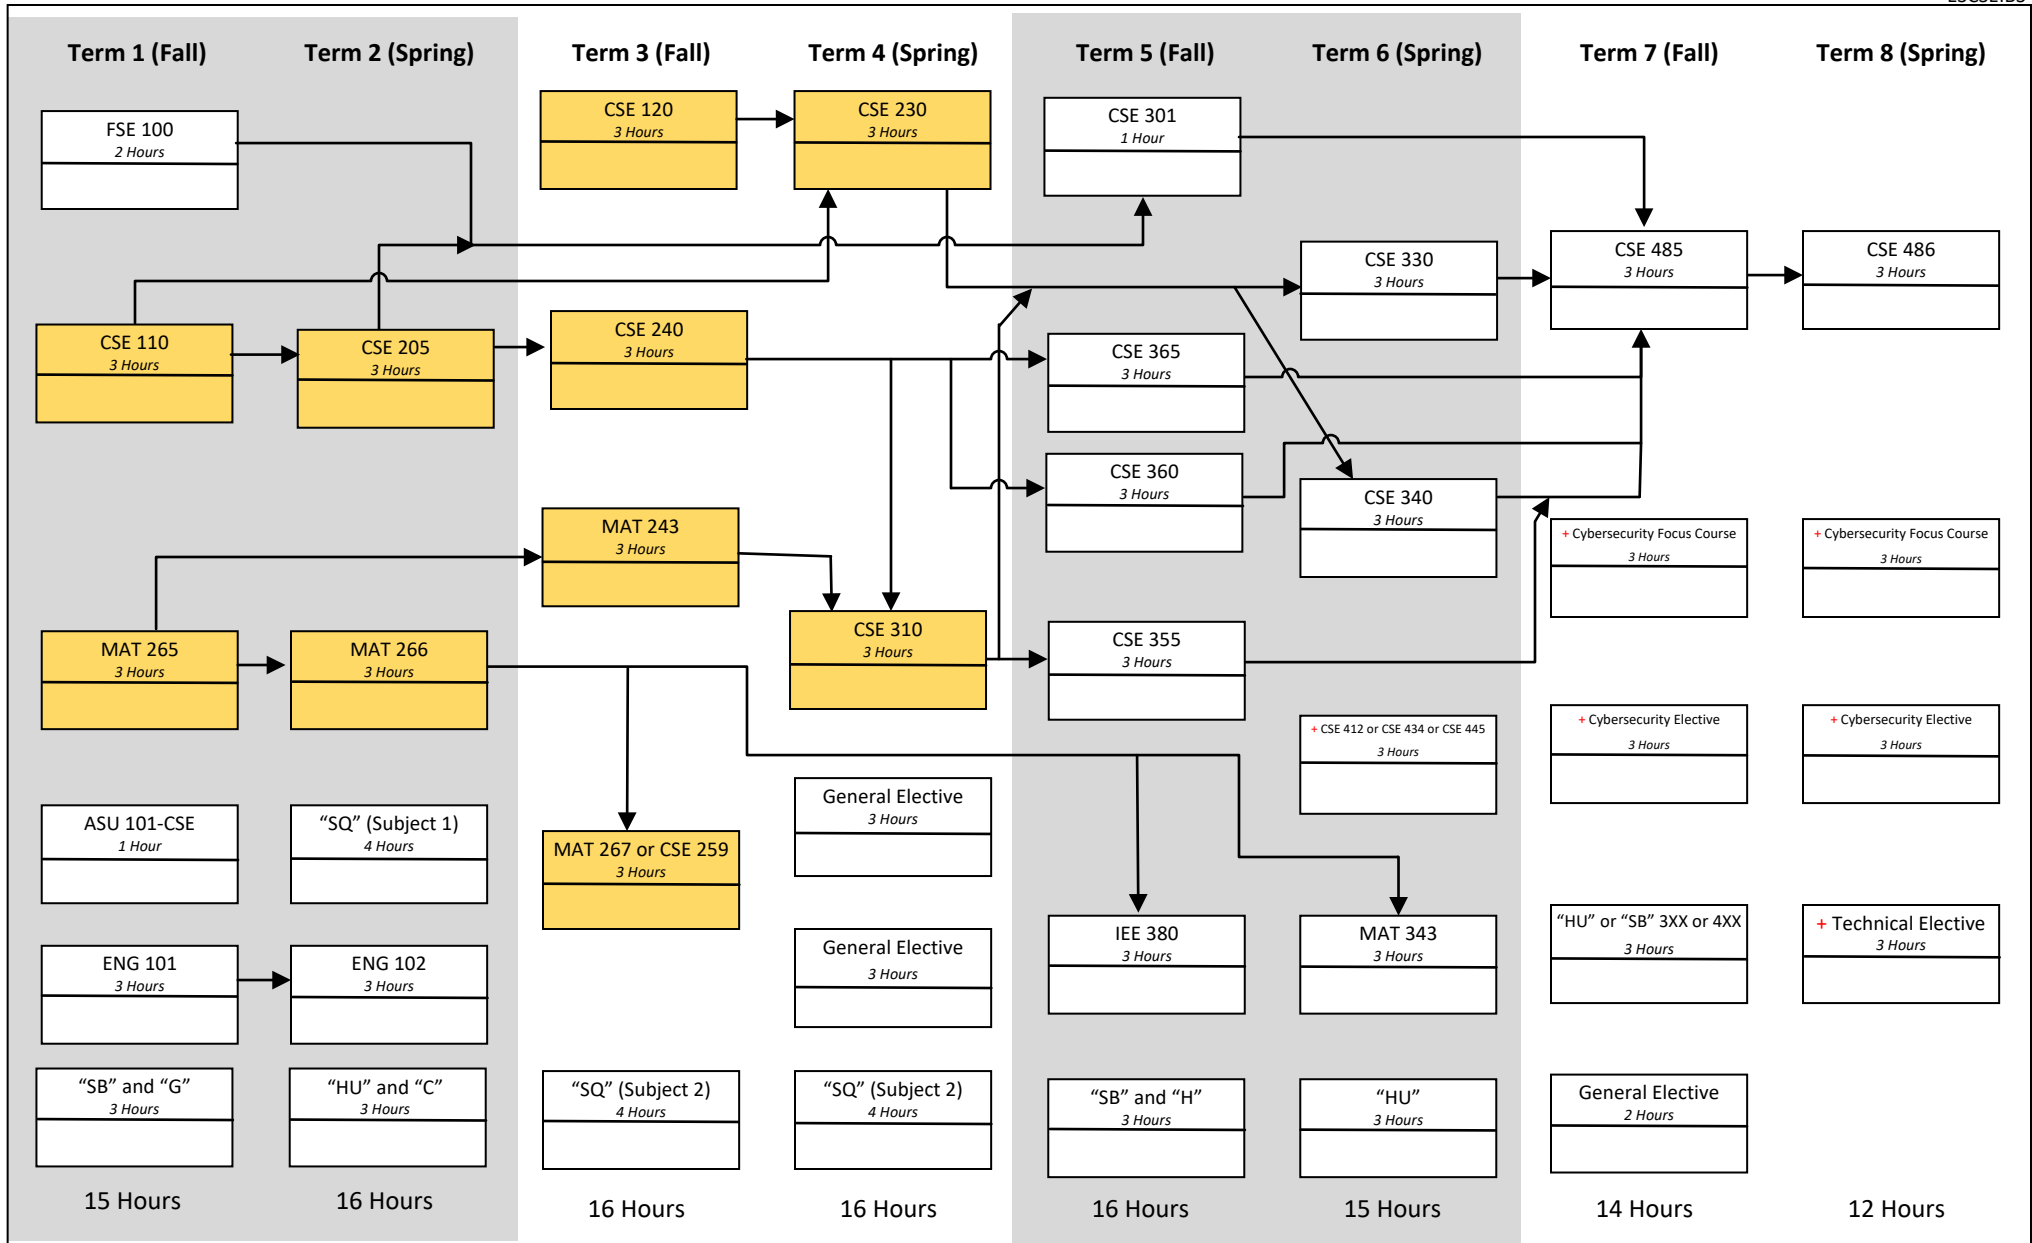 Term 1 (Fall)
Term 2 (Spring)
Term 3 (Fall)
Term 4 (Spring)
Term 5 (Fall)
Term 6 (Spring)
Term 7 (Fall)
Term 8 (Spring)
FSE 100
2 Hours
CSE 110
3 Hours
MAT 265
3 Hours
ASU 101-CSE
1 Hour
ENG 101
3 Hours
“SB” and “G”
3 Hours
15 Hours
CSE 205
3 Hours
MAT 266
3 Hours
“SQ” (Subject 1)
4 Hours
ENG 102
3 Hours
“HU” and “C”
3 Hours
16 Hours
CSE 120
3 Hours
CSE 240
3 Hours
MAT 243
3 Hours
MAT 267 or CSE 259
3 Hours
“SQ” (Subject 2)
4 Hours
16 Hours
CSE 230
3 Hours
CSE 310
3 Hours
General Elective
3 Hours
General Elective
3 Hours
“SQ” (Subject 2)
4 Hours
16 Hours
CSE 301
1 Hour
CSE 365
3 Hours
CSE 360
3 Hours
CSE 355
3 Hours
IEE 380
3 Hours
“SB” and “H”
3 Hours
16 Hours
CSE 330
3 Hours
CSE 340
3 Hours
+ CSE 412 or CSE 434 or CSE 445
3 Hours
MAT 343
3 Hours
“HU”
3 Hours
15 Hours
CSE 485
3 Hours
+ Cybersecurity Focus Course
3 Hours
+ Cybersecurity Elective
3 Hours
“HU” or “SB” 3XX or 4XX
3 Hours
General Elective
2 Hours
14 Hours
CSE 486
3 Hours
+ Cybersecurity Focus Course
3 Hours
+ Cybersecurity Elective
3 Hours
+ Technical Elective
3 Hours
12 Hours